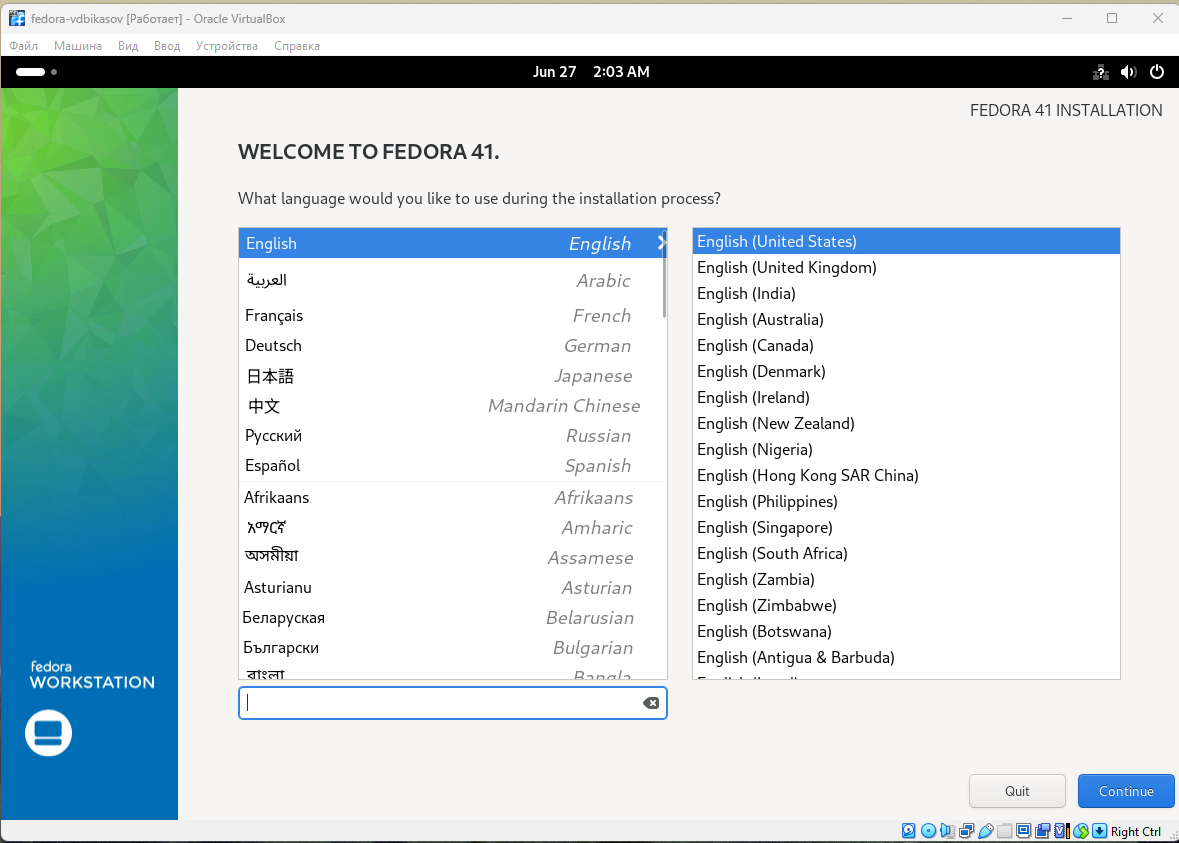 fedora-vdbikasov [Работает] - Oracle VirtualBox
Файл Машина Вид Ввод Устройства Справка
Jun 27 2:03 AM
FEDORA 41 INSTALLATION
WELCOME TO FEDORA 41.
What language would you like to use during the installation process?
English English
العربية Arabic
Français French
Deutsch German
日本語 Japanese
中文 Mandarin Chinese
Русский Russian
Español Spanish
Afrikaans Afrikaans
አማርኛ Amharic
অসমীয়া Assamese
Asturianu Asturian
Беларуская Belarusian
Български Bulgarian
বাংলা Bangla
English (United States)
English (United Kingdom)
English (India)
English (Australia)
English (Canada)
English (Denmark)
English (Ireland)
English (New Zealand)
English (Nigeria)
English (Hong Kong SAR China)
English (Philippines)
English (Singapore)
English (South Africa)
English (Zambia)
English (Zimbabwe)
English (Botswana)
English (Antigua & Barbuda)
fedora
WORKSTATION
Quit Continue
Right Ctrl